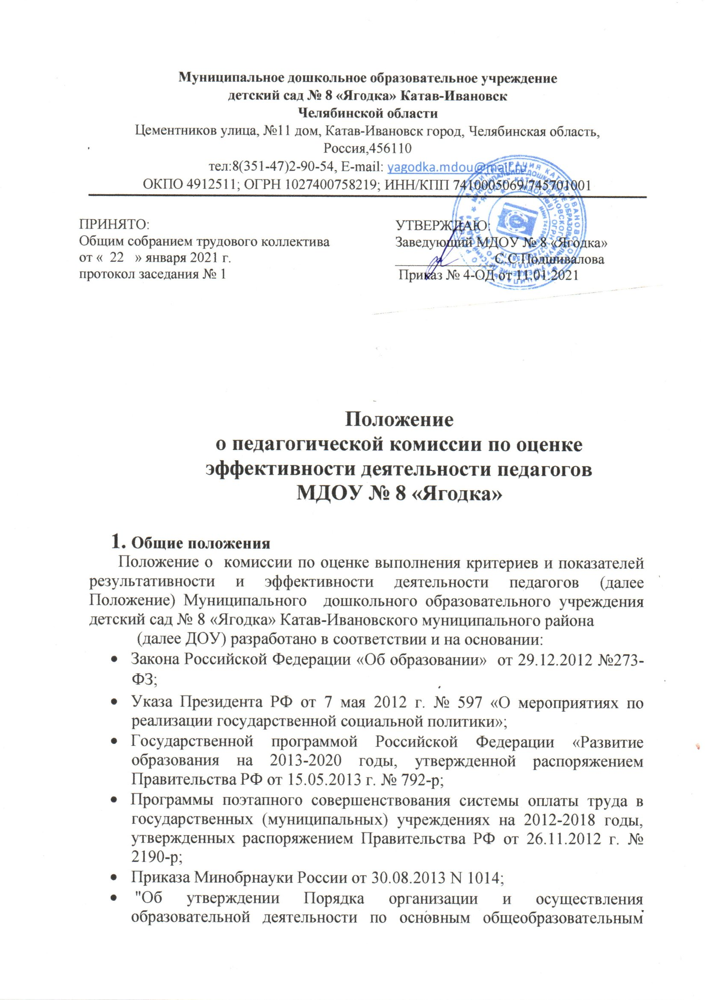 Муниципальное дошкольное образовательное учреждение
детский сад № 8 «Ягодка» Катав-Ивановск
Челябинской области
Цементников улица, №11 дом, Катав-Ивановск город, Челябинская область,
Россия,456110
тел:8(351-47)2-90-54, E-mail: yagodka.mdou@mail.ru
ОКПО 4912511; ОГРН 1027400758219; ИНН/КПП 7410005069/745701001
ПРИНЯТО:
Общим собранием трудового коллектива
от « 22 » января 2021 г.
протокол заседания № 1
УТВЕРЖДАЮ:
Заведующий МДОУ № 8 «Ягодка»
С.С.Подшивалова
Приказ № 4-ОД от 11.01.2021
Положение
о педагогической комиссии по оценке
эффективности деятельности педагогов
МДОУ № 8 «Ягодка»
1. Общие положения
Положение о комиссии по оценке выполнения критериев и показателей
результативности и эффективности деятельности педагогов (далее
Положение) Муниципального дошкольного образовательного учреждения
детский сад № 8 «Ягодка» Катав-Ивановского муниципального района
(далее ДОУ) разработано в соответствии и на основании:
• Закона Российской Федерации «Об образовании» от 29.12.2012 №273-
ФЗ;
• Указа Президента РФ от 7 мая 2012 г. № 597 «О мероприятиях по
реализации государственной социальной политики»;
• Государственной программой Российской Федерации «Развитие
образования на 2013-2020 годы, утвержденной распоряжением
Правительства РФ от 15.05.2013 г. № 792-р;
• Программы поэтапного совершенствования системы оплаты труда в
государственных (муниципальных) учреждениях на 2012-2018 годы,
утвержденных распоряжением Правительства РФ от 26.11.2012 г. №
2190-р;
• Приказа Минобрнауки России от 30.08.2013 N 1014;
• "Об утверждении Порядка организации и осуществления
образовательной деятельности по основным общеобразовательным